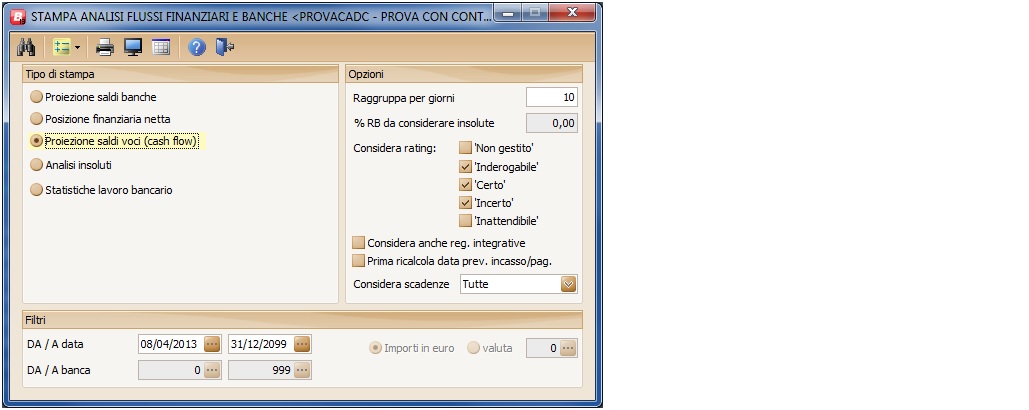 STAMPA ANALISI FLUSSI FINANZIARI E BANCHE <PROVACADC - PROVA CON CONT...
Tipo di stampa
Proiezione saldi banche
Posizione finanziaria netta
Proiezione saldi voci (cash flow)
Analisi insoluti
Statistiche lavoro bancario
Opzioni
Raggruppa per giorni 10
% RB da considerare insolute 0,00
Considera rating: 'Non gestito'
'Inderogabile'
'Certo'
'Incerto'
'Inattendibile'
Considera anche reg. integrative
Prima ricalcola data prev. incasso/pag.
Considera scadenze Tutte
Filtri
DA / A data 08/04/2013 ... 31/12/2099 ... Importi in euro valuta 0 ...
DA / A banca 0 ... 999 ...